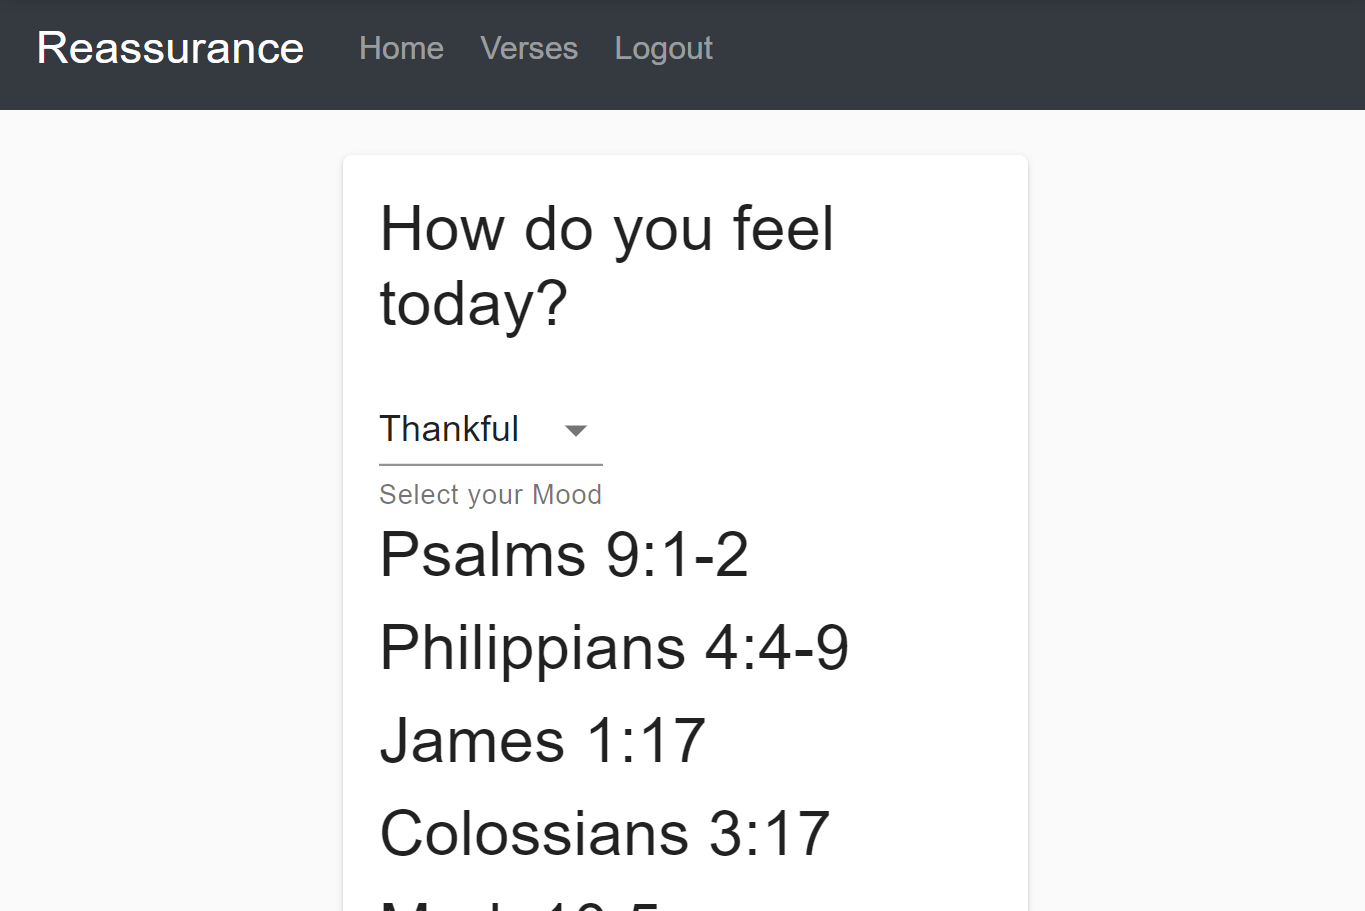 Reassurance Home Verses Logout
How do you feel
today?
Thankful
Select your Mood
Psalms 9:1-2
Philippians 4:4-9
James 1:17
Colossians 3:17